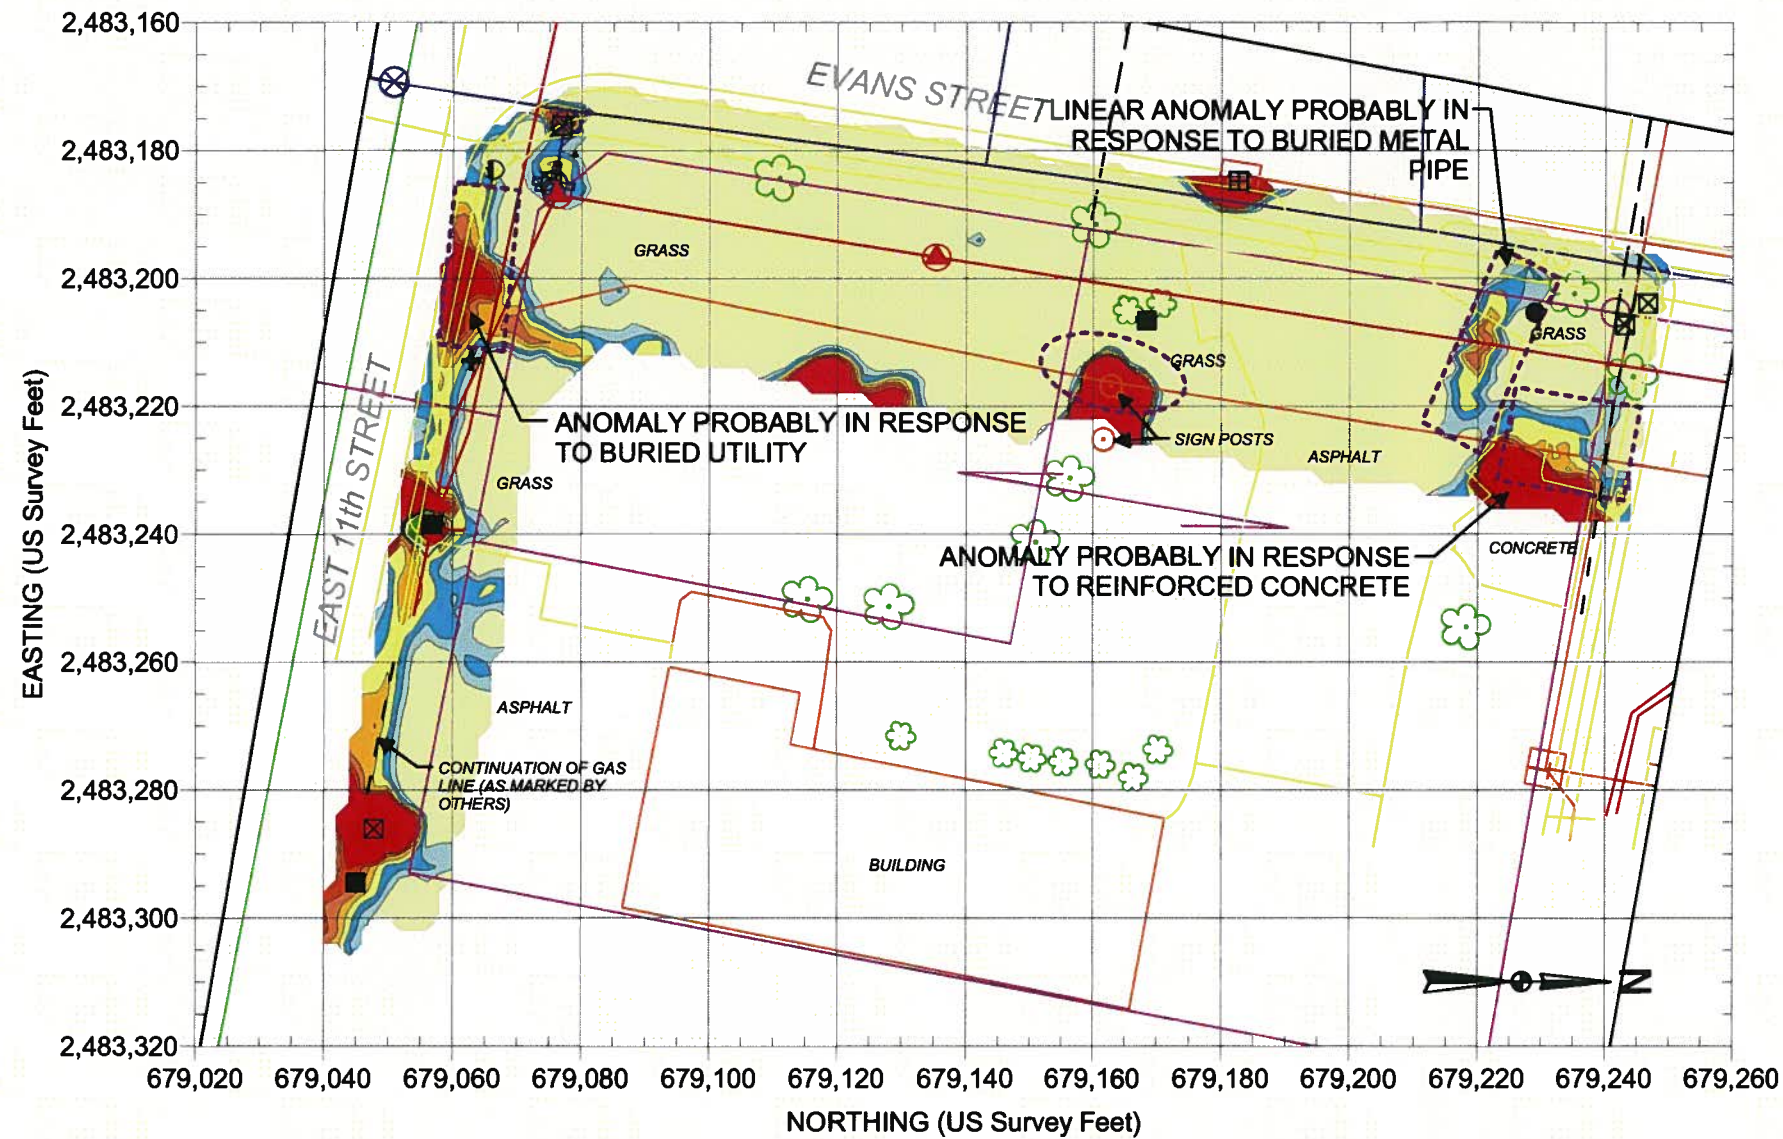 2,483,160
2,483,180
2,483,200
2,483,220
2,483,240
2,483,260
2,483,280
2,483,300
2,483,320
EASTING (US Survey Feet)
679,020
679,040
679,060
679,080
679,100
679,120
679,140
679,160
679,180
679,200
679,220
679,240
679,260
NORTHING (US Survey Feet)
EVANS STREET
LINEAR ANOMALY PROBABLY IN
RESPONSE TO BURIED METAL
PIPE
GRASS
GRASS
GRASS
ANOMALY PROBABLY IN RESPONSE
TO BURIED UTILITY
SIGN POSTS
ASPHALT
EAST 11th STREET
GRASS
ANOMALY PROBABLY IN RESPONSE
TO REINFORCED CONCRETE
CONCRETE
ASPHALT
CONTINUATION OF GAS
LINE (AS MARKED BY
OTHERS)
BUILDING
N